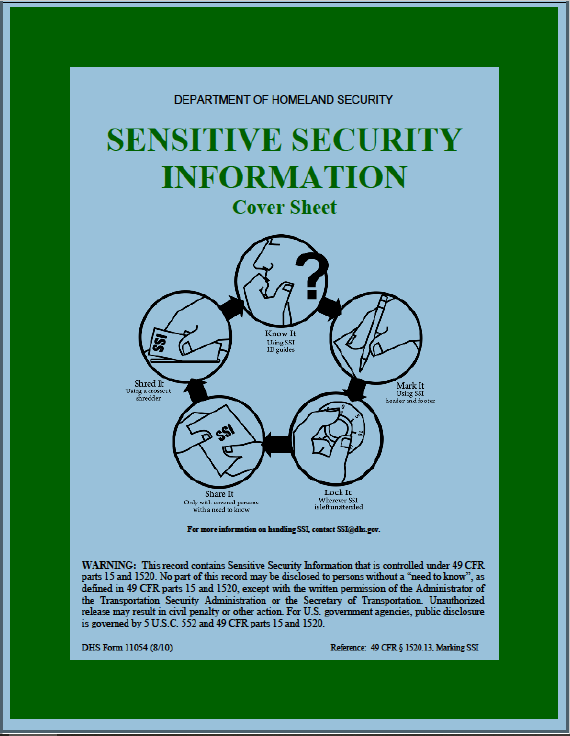 DEPARTMENT OF HOMELAND SECURITY
SENSITIVE SECURITY
INFORMATION
Cover Sheet
?
Know It
Using SSI
ID guides
SSI
Shred It
Using a crosscut
shredder
Mark It
Using SSI
header and footer
SSI
Share It
Only with covered persons
with a need to know
Lock It
Whenever SSI
is left unattended
For more information on handling SSI, contact SSI@dhs.gov.
WARNING: This record contains Sensitive Security Information that is controlled under 49 CFR
parts 15 and 1520. No part of this record may be disclosed to persons without a “need to know”, as
defined in 49 CFR parts 15 and 1520, except with the written permission of the Administrator of
the Transportation Security Administration or the Secretary of Transportation. Unauthorized
release may result in civil penalty or other action. For U.S. government agencies, public disclosure
is governed by 5 U.S.C. 552 and 49 CFR parts 15 and 1520.
DHS Form 11054 (8/10) Reference: 49 CFR § 1520.13, Marking SSI